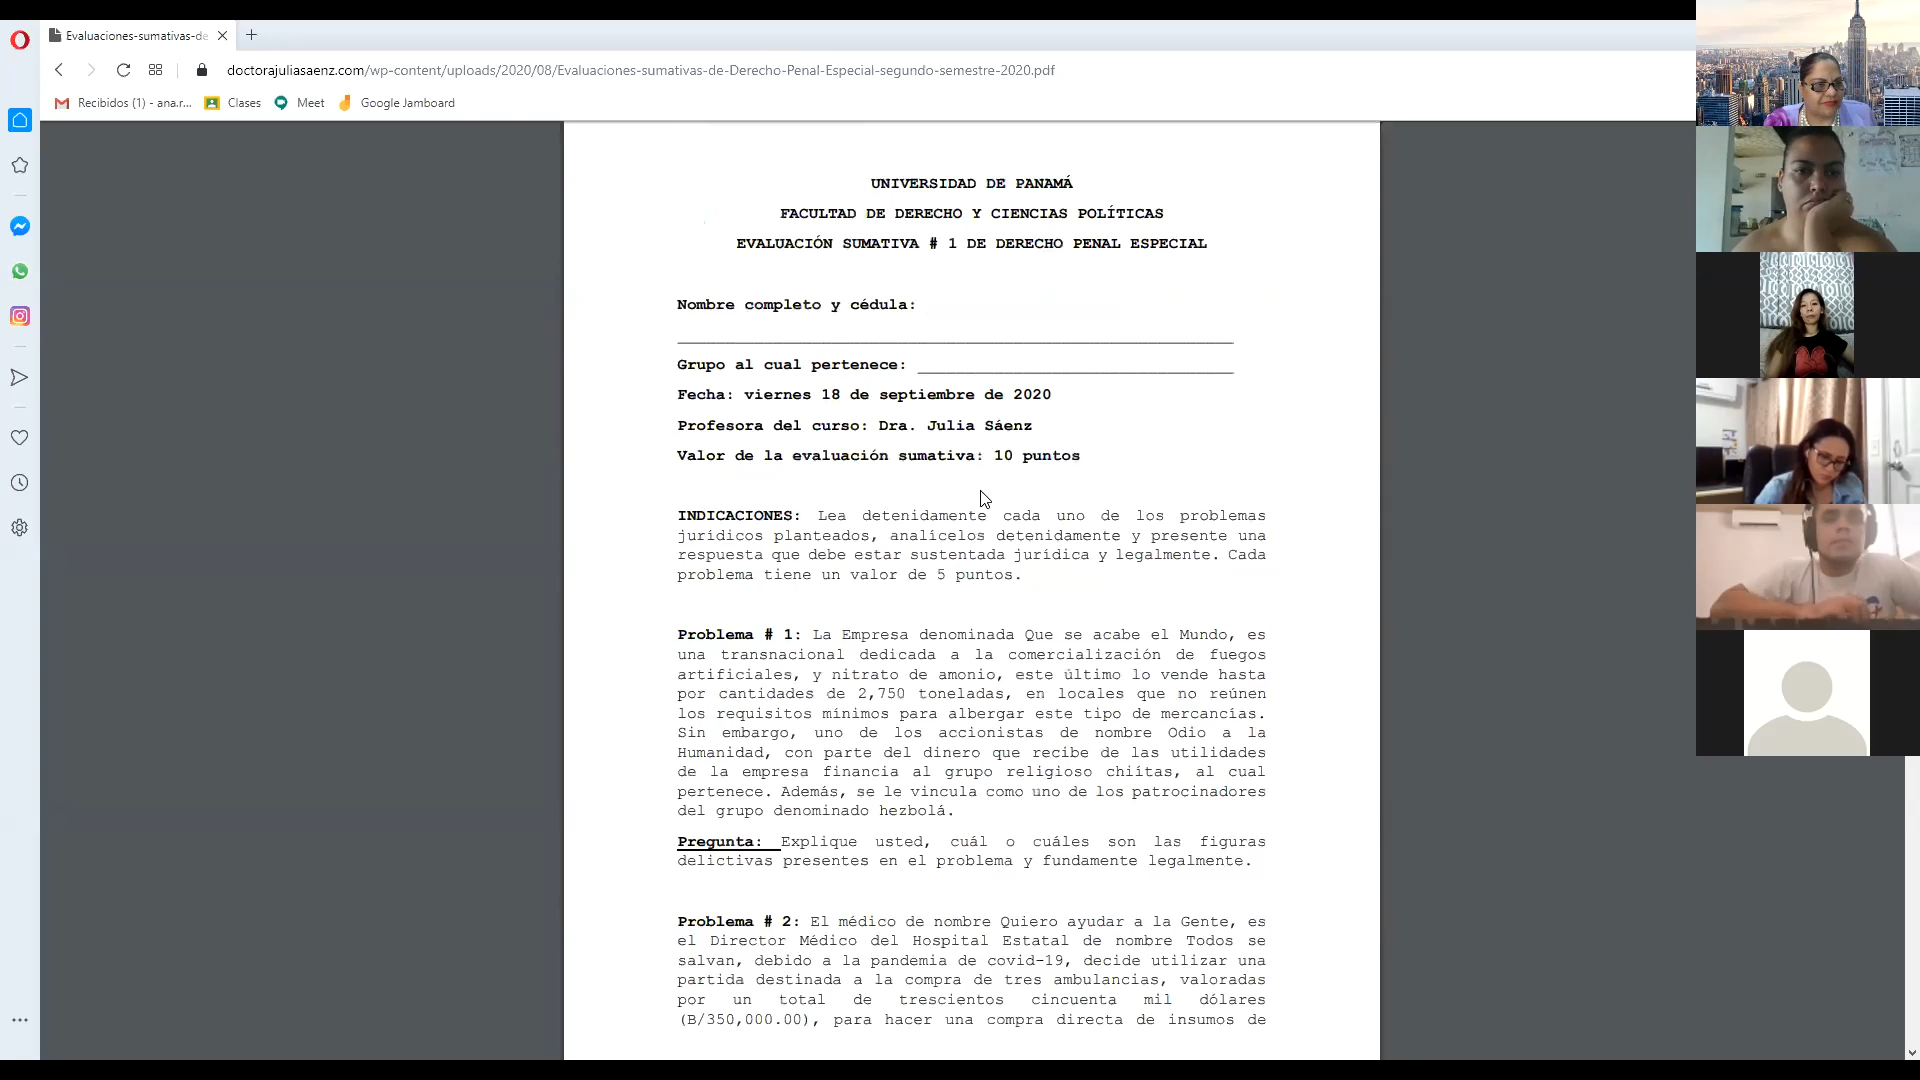 Evaluaciones-sumativas-de
doctorajuliasaenz.com/wp-content/uploads/2020/08/Evaluaciones-sumativas-de-Derecho-Penal-Especial-segundo-semestre-2020.pdf
Recibidos (1) - ana.r... Clases Meet Google Jamboard
UNIVERSIDAD DE PANAMÁ
FACULTAD DE DERECHO Y CIENCIAS POLÍTICAS
EVALUACIÓN SUMATIVA # 1 DE DERECHO PENAL ESPECIAL
Nombre completo y cédula:
Grupo al cual pertenece:
Fecha: viernes 18 de septiembre de 2020
Profesora del curso: Dra. Julia Sáenz
Valor de la evaluación sumativa: 10 puntos
INDICACIONES: Lea detenidamente cada uno de los problemas
jurídicos planteados, analícelos detenidamente y presente una
respuesta que debe estar sustentada jurídica y legalmente. Cada
problema tiene un valor de 5 puntos.
Problema # 1: La Empresa denominada Que se acabe el Mundo, es
una transnacional dedicada a la comercialización de fuegos
artificiales, y nitrato de amonio, este último lo vende hasta
por cantidades de 2,750 toneladas, en locales que no reúnen
los requisitos mínimos para albergar este tipo de mercancías.
Sin embargo, uno de los accionistas de nombre Odio a la
Humanidad, con parte del dinero que recibe de las utilidades
de la empresa financia al grupo religioso chiítas, al cual
pertenece. Además, se le vincula como uno de los patrocinadores
del grupo denominado hezbolá.
Pregunta: Explique usted, cuál o cuáles son las figuras
delictivas presentes en el problema y fundamente legalmente.
Problema # 2: El médico de nombre Quiero ayudar a la Gente, es
el Director Médico del Hospital Estatal de nombre Todos se
salvan, debido a la pandemia de covid-19, decide utilizar una
partida destinada a la compra de tres ambulancias, valoradas
por un total de trescientos cincuenta mil dólares
(B/350,000.00), para hacer una compra directa de insumos de